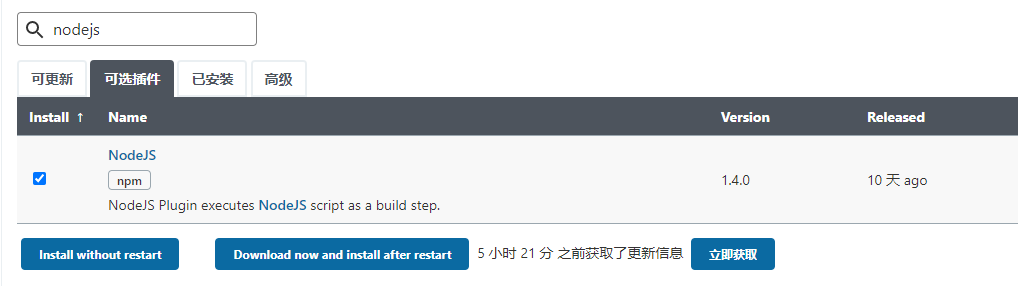 nodejs
可更新 可选插件 已安装 高级
Install ↑ Name Version Released
NodeJS
npm
1.4.0 10 天 ago
NodeJS Plugin executes NodeJS script as a build step.
Install without restart Download now and install after restart 5 小时 21 分 之前获取了更新信息 立即获取